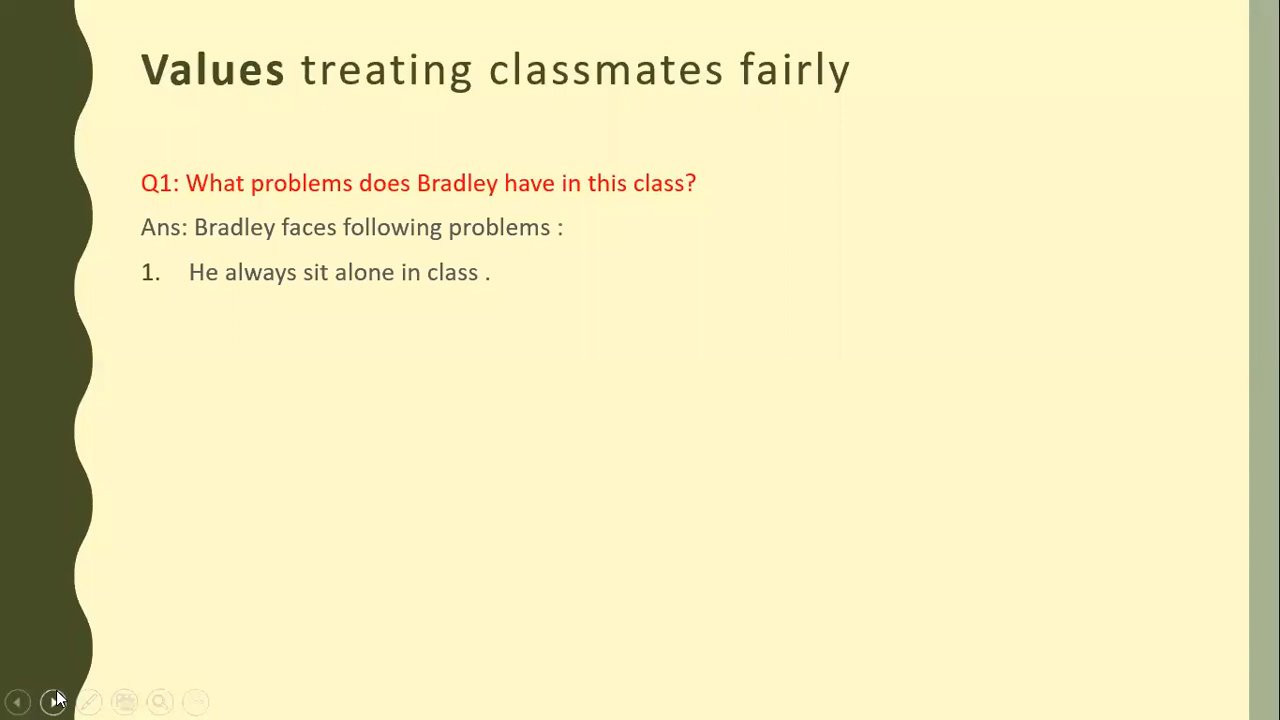 Values treating classmates fairly
Q1: What problems does Bradley have in this class?
Ans: Bradley faces following problems :
1. He always sit alone in class .